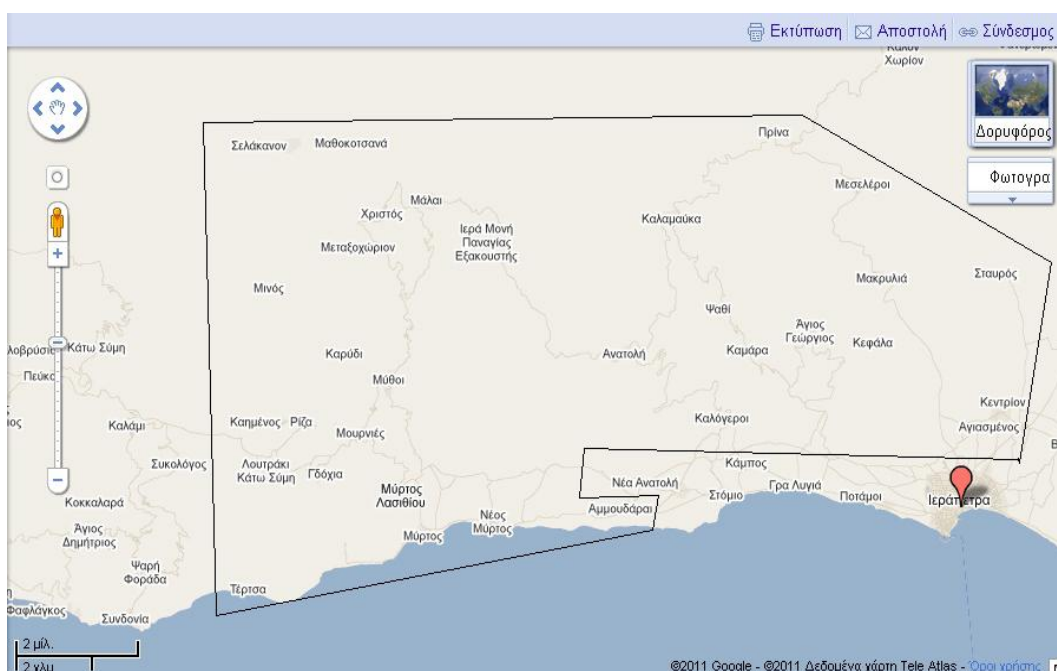 Εκτύπωση Αποστολή Σύνδεσμος
Χωρίον
Δορυφόρος
Φωτογρα
Πρίνα
Σελάκανον
Μαθοκοτσανά
Μεσελέροι
Μάλαι
Χριστός
Καλαμαύκα
Ιερά Μονή
Παναγίας
Εξακουστής
Μεταξοχώριον
Μακρυλιά
Σταυρός
Μινός
Ψαθί
Άγιος
Γεώργιος
Κεφάλα
Καμάρα
Ανατολή
Καρύδι
Κάτω Σύμη
Πεύκο
Μύθοι
Κεντρίον
Καλόγεροι
Αγιασμένος
Καλάμι
Καημένος
Ρίζα
Μουρνιές
Συκολόγος
Λουτράκι
Κάτω Σύμη
Γδόχια
Κάμπος
Νέα Ανατολή
Γρα Λυγιά
Στόμιο
Ποτάμοι
Ιεράπετρα
Μύρτος
Λασιθίου
Κοκκαλαρά
Αμμουδάραι
Νέος
Μύρτος
Μύρτος
Άγιος
Δημήτριος
Ψαρή
Φοράδα
Τέρτσα
Φαφλάγκος
Συνδονία
2 μίλ.
2 χλμ
©2011 Google - ©2011 Δεδομένα χάρτη Tele Atlas - Όροι χρήσης